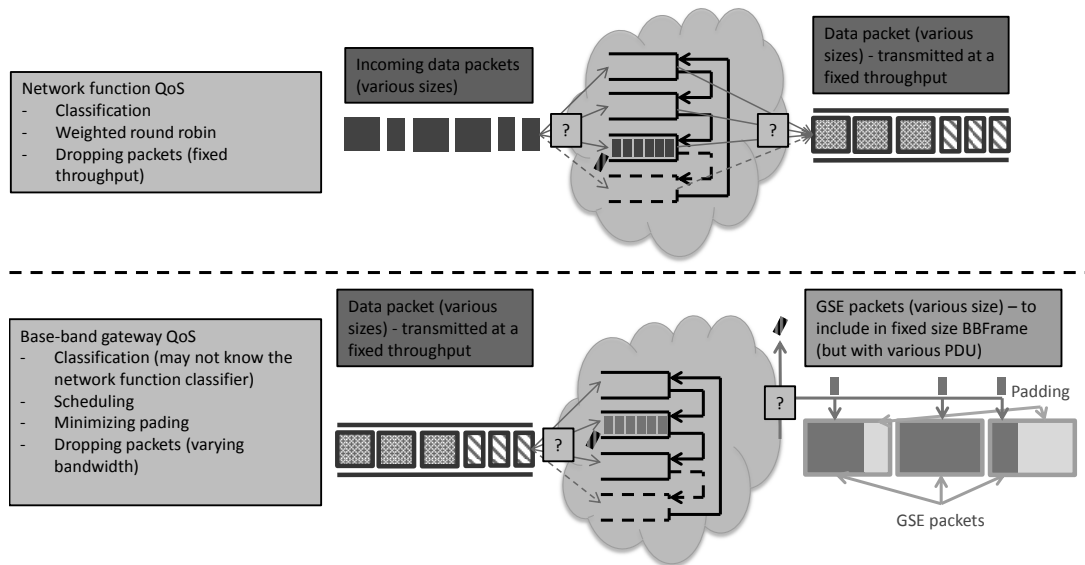 Network function QoS
- Classification
- Weighted round robin
- Dropping packets (fixed
throughput)
Incoming data packets
(various sizes)
?
?
Data packet (various
sizes) - transmitted at a
fixed throughput
Base-band gateway QoS
- Classification (may not know the
network function classifier)
- Scheduling
- Minimizing pading
- Dropping packets (varying
bandwidth)
Data packet (various
sizes) - transmitted at a
fixed throughput
?
?
GSE packets (various size) – to
include in fixed size BBFrame
(but with various PDU)
Padding
GSE packets